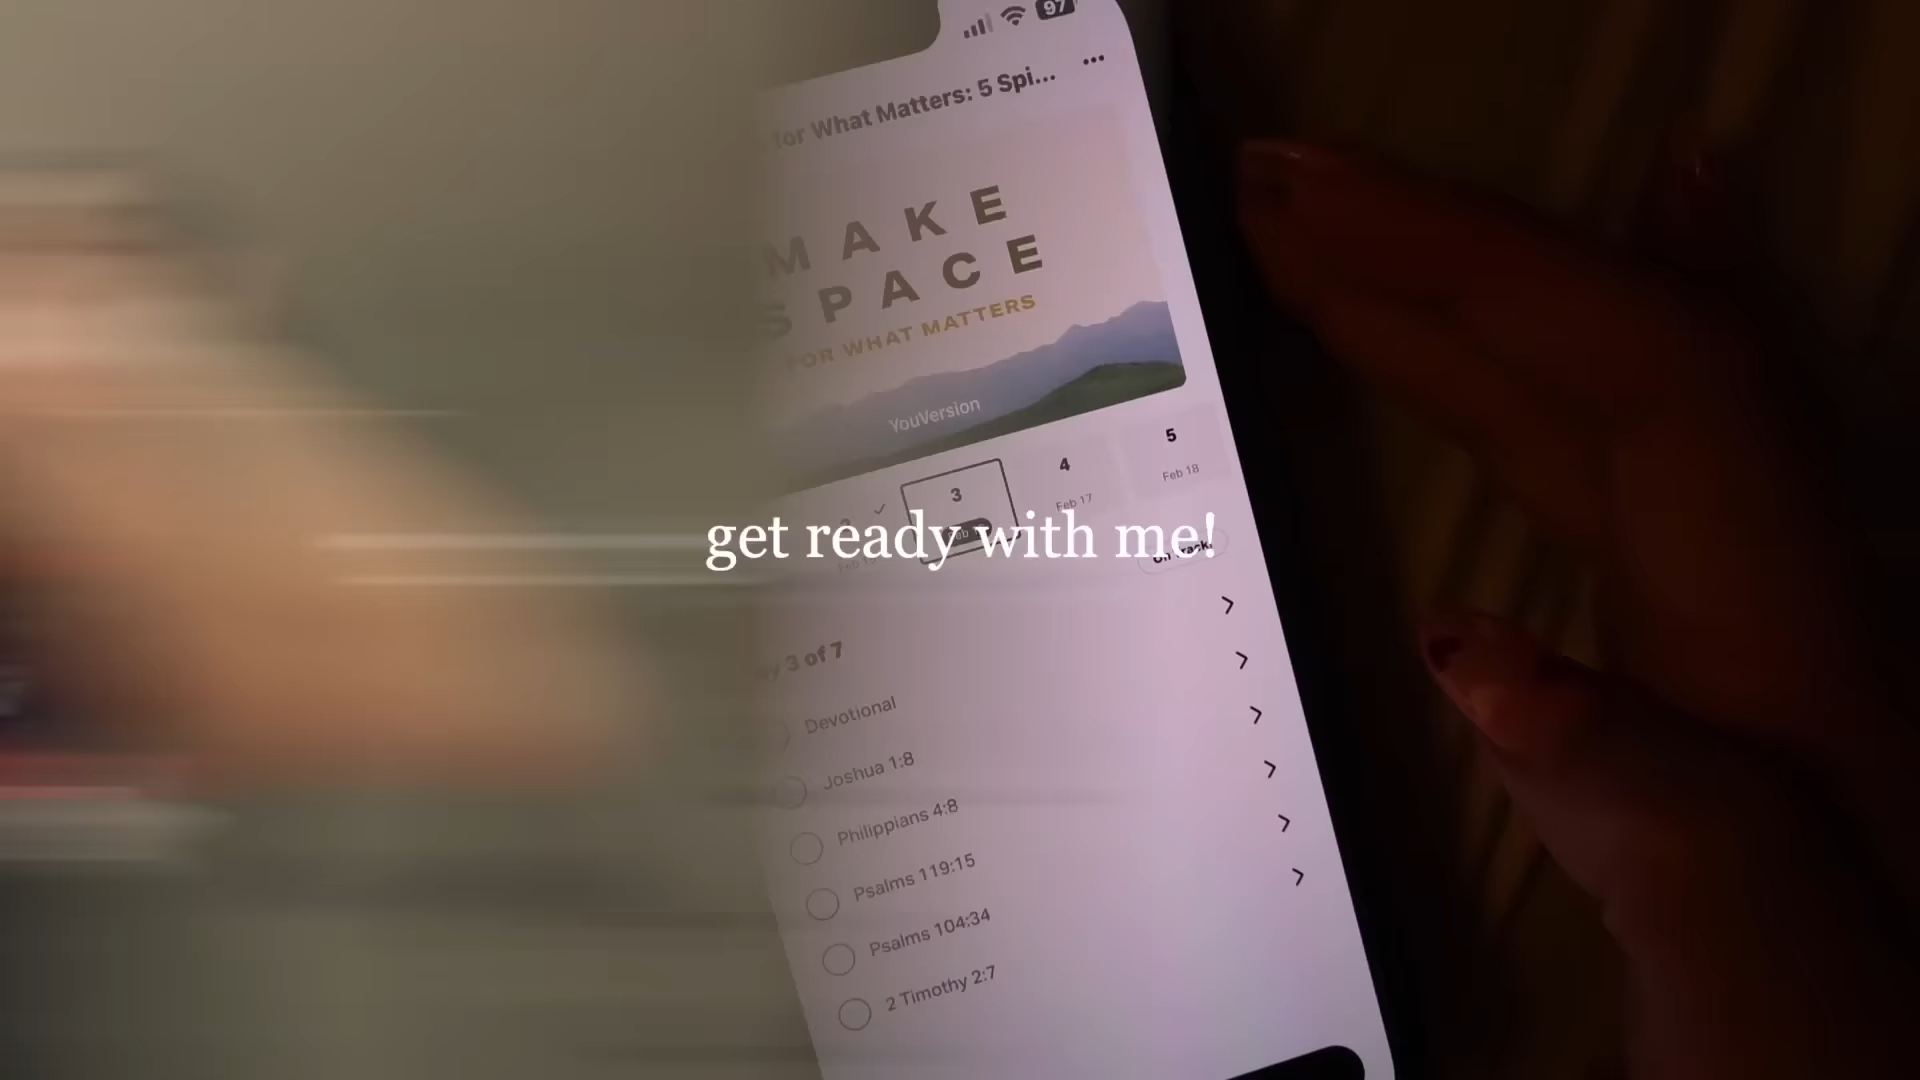 97
for What Matters: 5 Spi...
MAKE
SPACE
FOR WHAT MATTERS
YouVersion
3
4
Feb 17
5
Feb 18
get ready with me!
3 of 7
Devotional
Joshua 1:8
Philippians 4:8
Psalms 119:15
Psalms 104:34
2 Timothy 2:7